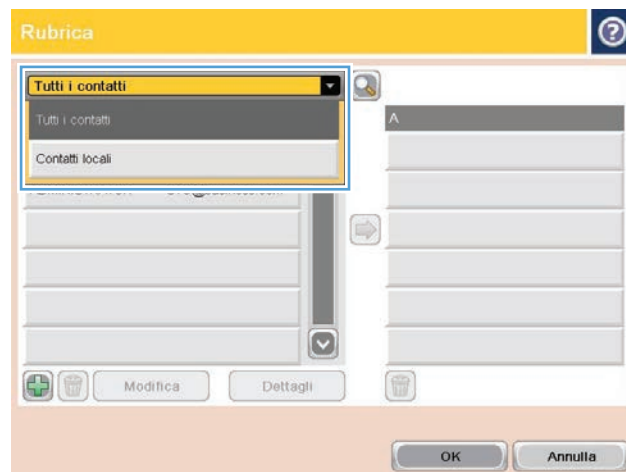 Rubrica
Tutti i contatti
Tutti i contatti
Contatti locali
A
Modifica
Dettagli
OK
Annulla